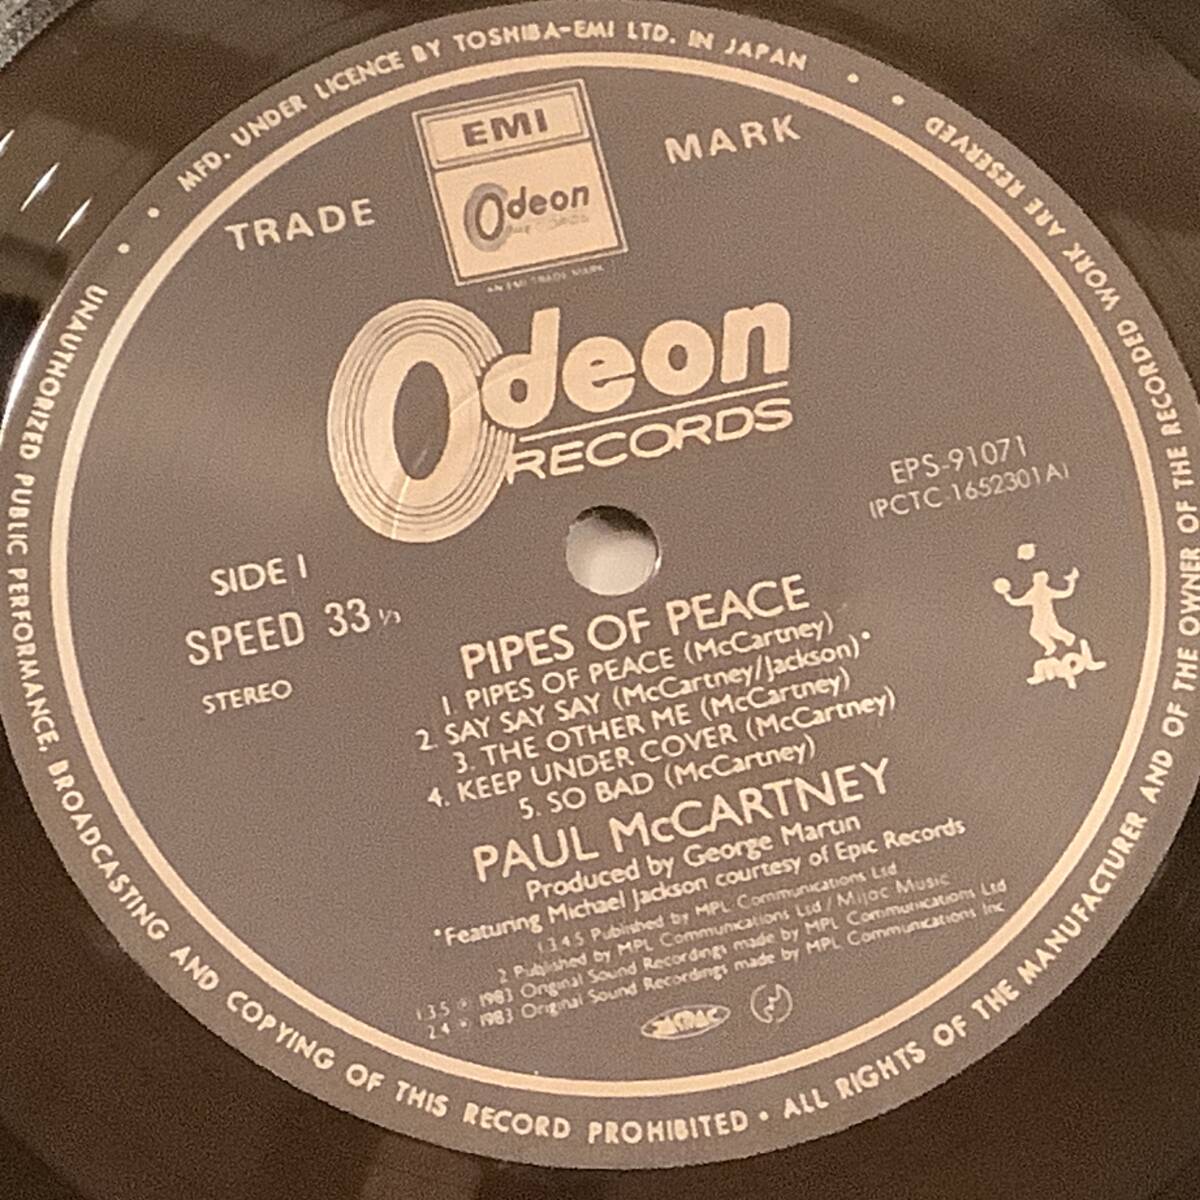 MFD. UNDER LICENCE BY TOSHIBA-EMI LTD. IN JAPAN
TRADE MARK
EMI
Odeon
AN EMI TRADE MARK
Odeon
RECORDS
EPS-91071
(PCTC-1652301A)
SIDE 1
SPEED 33 1/3
STEREO
mpl
PIPES OF PEACE
1. PIPES OF PEACE (McCartney)
2. SAY SAY SAY (McCartney/Jackson)*
3. THE OTHER ME (McCartney)
4. KEEP UNDER COVER (McCartney)
5. SO BAD (McCartney)
PAUL McCARTNEY
Produced by George Martin
*Featuring Michael Jackson courtesy of Epic Records
1.3.4.5 Published by MPL Communications Ltd
2 Published by MPL Communications Ltd / Mijac Music
1.3.5 ℗ 1983 Original Sound Recordings made by MPL Communications Ltd
2.4 ℗ 1983 Original Sound Recordings made by MPL Communications Inc
JASRAC
UNAUTHORIZED PUBLIC PERFORMANCE, BROADCASTING AND COPYING OF THIS RECORD PROHIBITED • ALL RIGHTS OF THE MANUFACTURER AND OF THE OWNER OF THE RECORDED WORK ARE RESERVED